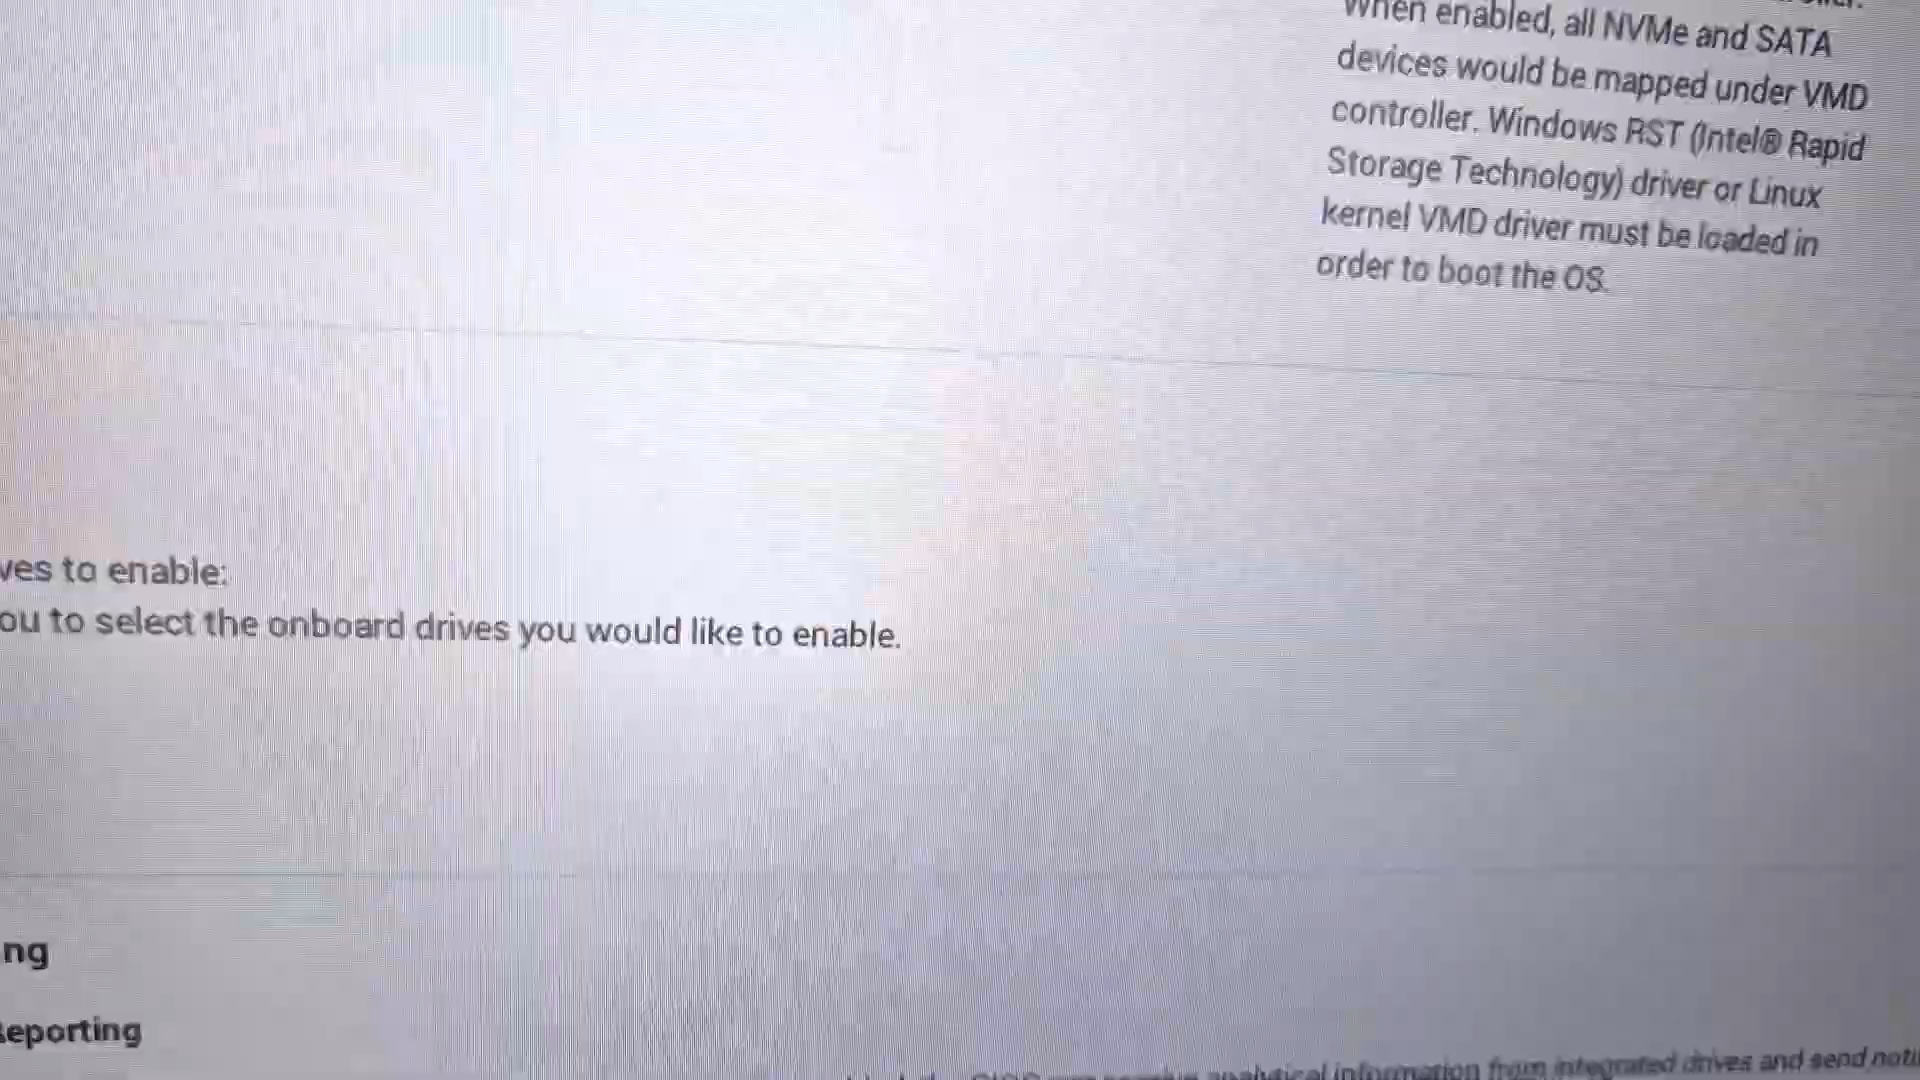 When enabled, all NVMe and SATA
devices would be mapped under VMD
controller. Windows RST (Intel® Rapid
Storage Technology) driver or Linux
kernel VMD driver must be loaded in
order to boot the OS.
ves to enable:
ou to select the onboard drives you would like to enable.
ng
eporting
analytical information from integrated drives and send noti